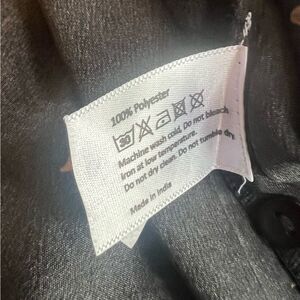 100% Polyester
30
Machine wash cold. Do not bleach.
Iron at low temperature.
Do not dry clean. Do not tumble dry.
Made in India